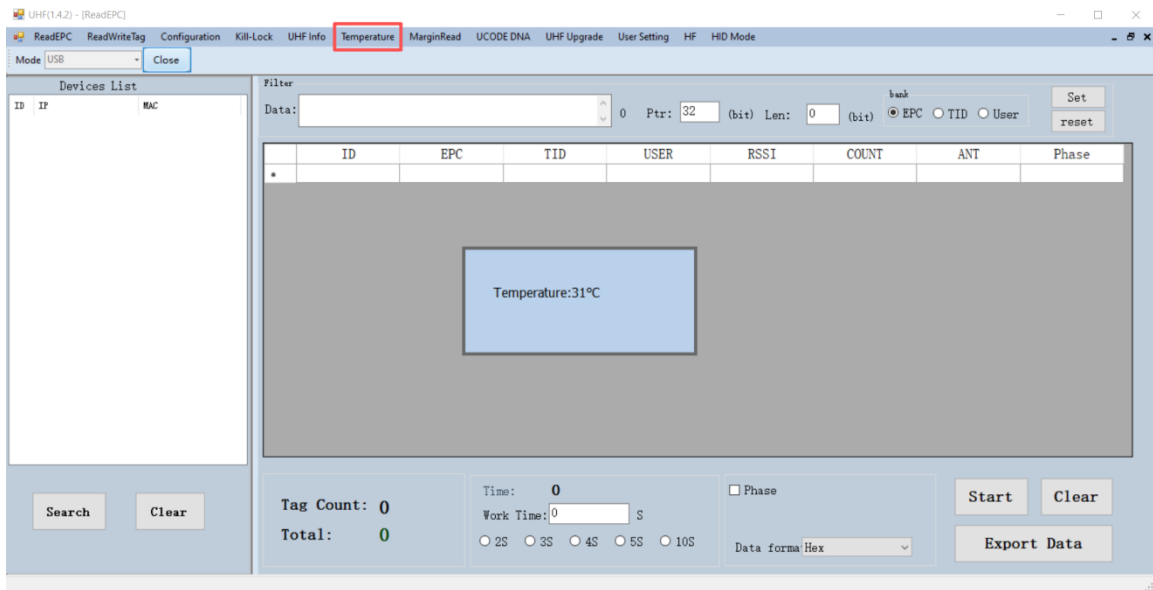 UHF(1.4.2) - [ReadEPC]
ReadEPC ReadWriteTag Configuration Kill-Lock UHF Info Temperature MarginRead UCODE DNA UHF Upgrade User Setting HF HID Mode
Mode USB Close
Devices List
ID IP MAC
Filter
Data: 0 Ptr: 32 (bit) Len: 0 (bit) bank EPC TID User Set
reset
ID EPC TID USER RSSI COUNT ANT Phase
*
Temperature:31℃
Search Clear
Tag Count: 0
Total: 0
Time: 0
Work Time: 0 S
2S 3S 4S 5S 10S
Phase
Data forma Hex
Start Clear
Export Data